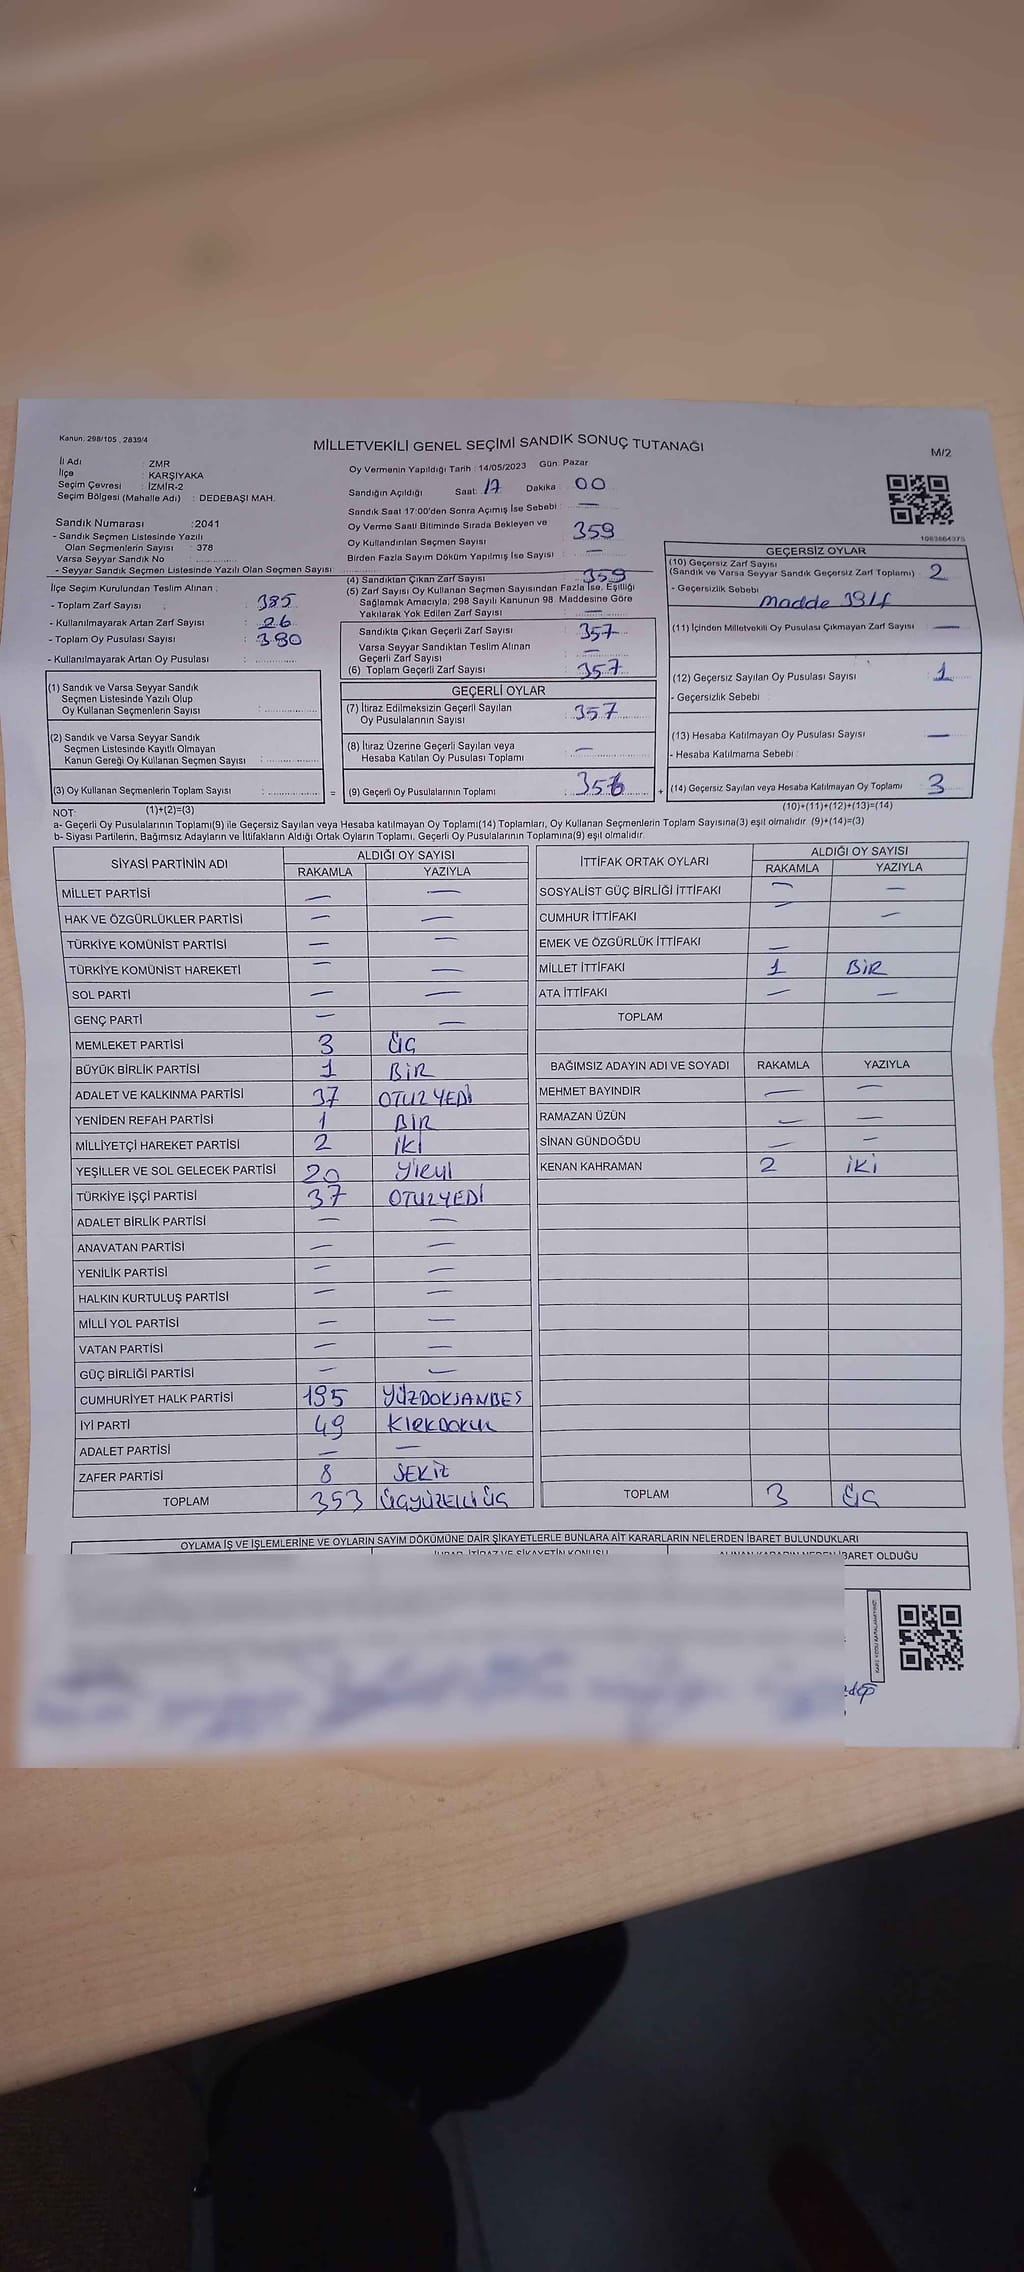 Kanun: 298/105 , 2839/4
MİLLETVEKİLİ GENEL SEÇİMİ SANDIK SONUÇ TUTANAĞI
M/2
İl Adı : ZMR
İlçe : KARŞIYAKA
Seçim Çevresi : İZMİR-2
Seçim Bölgesi (Mahalle Adı) : DEDEBAŞI MAH.
Sandık Numarası :2041
- Sandık Seçmen Listesinde Yazılı
Olan Seçmenlerin Sayısı : 378
Varsa Seyyar Sandık No :
- Seyyar Sandık Seçmen Listesinde Yazılı Olan Seçmen Sayısı:
İlçe Seçim Kurulundan Teslim Alınan :
- Toplam Zarf Sayısı : 385
- Kullanılmayarak Artan Zarf Sayısı : 26
- Toplam Oy Pusulası Sayısı : 380
- Kullanılmayarak Artan Oy Pusulası :
(1) Sandık ve Varsa Seyyar Sandık
Seçmen Listesinde Yazılı Olup
Oy Kullanan Seçmenlerin Sayısı :
(2) Sandık ve Varsa Seyyar Sandık
Seçmen Listesinde Kayıtlı Olmayan
Kanun Gereği Oy Kullanan Seçmen Sayısı :
(3) Oy Kullanan Seçmenlerin Toplam Sayısı :
Oy Vermenin Yapıldığı Tarih : 14/05/2023 Gün: Pazar
Sandığın Açıldığı Saat: 17 Dakika 00
Sandık Saat 17:00'den Sonra Açımış İse Sebebi : —
Oy Verme Saati Bitiminde Sırada Bekleyen ve
Oy Kullandırılan Seçmen Sayısı : 359
Birden Fazla Sayım Döküm Yapılmış İse Sayısı : —
(4) Sandıktan Çıkan Zarf Sayısı : 359
(5) Zarf Sayısı Oy Kullanan Seçmen Sayısından Fazla İse, Eşitliği
Sağlamak Amacıyla, 298 Sayılı Kanunun 98. Maddesine Göre
Yakılarak Yok Edilen Zarf Sayısı : —
Sandıkta Çıkan Geçerli Zarf Sayısı : 357
Varsa Seyyar Sandıktan Teslim Alınan
Geçerli Zarf Sayısı : —
(6) Toplam Geçerli Zarf Sayısı : 357
GEÇERLİ OYLAR
(7) İtiraz Edilmeksizin Geçerli Sayılan
Oy Pusulalarının Sayısı : 357
(8) İtiraz Üzerine Geçerli Sayılan veya
Hesaba Katılan Oy Pusulası Toplamı : —
= (9) Geçerli Oy Pusulalarının Toplamı : 356 +
1083664375
GEÇERSİZ OYLAR
(10) Geçersiz Zarf Sayısı
(Sandık ve Varsa Seyyar Sandık Geçersiz Zarf Toplamı) : 2
- Geçersizlik Sebebi
Madde
(11) İçinden Milletvekili Oy Pusulası Çıkmayan Zarf Sayısı —
(12) Geçersiz Sayılan Oy Pusulası Sayısı : 1
- Geçersizlik Sebebi
(13) Hesaba Katılmayan Oy Pusulası Sayısı : —
- Hesaba Katılmama Sebebi :
(14) Geçersiz Sayılan veya Hesaba Katılmayan Oy Toplamı 3
NOT: (1)+(2)=(3)
(10)+(11)+(12)+(13)=(14)
a- Geçerli Oy Pusulalarının Toplamı(9) ile Geçersiz Sayılan veya Hesaba katılmayan Oy Toplamı(14) Toplamları, Oy Kullanan Seçmenlerin Toplam Sayısına(3) eşit olmalıdır. (9)+(14)=(3)
b- Siyasi Partilerin, Bağımsız Adayların ve İttifakların Aldığı Ortak Oyların Toplamı, Geçerli Oy Pusulalarının Toplamına(9) eşit olmalıdır.
SİYASİ PARTİNİN ADI ALDIĞI OY SAYISI
RAKAMLA YAZIYLA
MİLLET PARTİSİ — —
HAK VE ÖZGÜRLÜKLER PARTİSİ — —
TÜRKİYE KOMÜNİST PARTİSİ — —
TÜRKİYE KOMÜNİST HAREKETİ — —
SOL PARTİ — —
GENÇ PARTİ — —
MEMLEKET PARTİSİ 3 ÜÇ
BÜYÜK BİRLİK PARTİSİ 1 BİR
ADALET VE KALKINMA PARTİSİ 37 OTUZYEDİ
YENİDEN REFAH PARTİSİ 1 BİR
MİLLİYETÇİ HAREKET PARTİSİ 2 İKİ
YEŞİLLER VE SOL GELECEK PARTİSİ 20 YİRMİ
TÜRKİYE İŞÇİ PARTİSİ 37 OTUZYEDİ
ADALET BİRLİK PARTİSİ — —
ANAVATAN PARTİSİ — —
YENİLİK PARTİSİ — —
HALKIN KURTULUŞ PARTİSİ — —
MİLLİ YOL PARTİSİ — —
VATAN PARTİSİ — —
GÜÇ BİRLİĞİ PARTİSİ — —
CUMHURİYET HALK PARTİSİ 195 YÜZDOKSANBEŞ
İYİ PARTİ 49 KIRKDOKUZ
ADALET PARTİSİ — —
ZAFER PARTİSİ 8 SEKİZ
TOPLAM 353 ÜÇYÜZELLİ ÜÇ
İTTİFAK ORTAK OYLARI ALDIĞI OY SAYISI
RAKAMLA YAZIYLA
SOSYALİST GÜÇ BİRLİĞİ İTTİFAKI — —
CUMHUR İTTİFAKI — —
EMEK VE ÖZGÜRLÜK İTTİFAKI —
MİLLET İTTİFAKI 1 BİR
ATA İTTİFAKI — —
TOPLAM
BAĞIMSIZ ADAYIN ADI VE SOYADI RAKAMLA YAZIYLA
MEHMET BAYINDIR — —
RAMAZAN ÜZÜN — —
SİNAN GÜNDOĞDU — —
KENAN KAHRAMAN 2 İKİ
TOPLAM 3 ÜÇ
OYLAMA İŞ VE İŞLEMLERİNE VE OYLARIN SAYIM DÖKÜMÜNE DAİR ŞİKAYETLERLE BUNLARA AİT KARARLARIN NELERDEN İBARET BULUNDUKLARI
İHBAR, İTİRAZ VE ŞİKAYETİN KONUSU ALINAN KARARIN NEDEN İBARET OLDUĞU